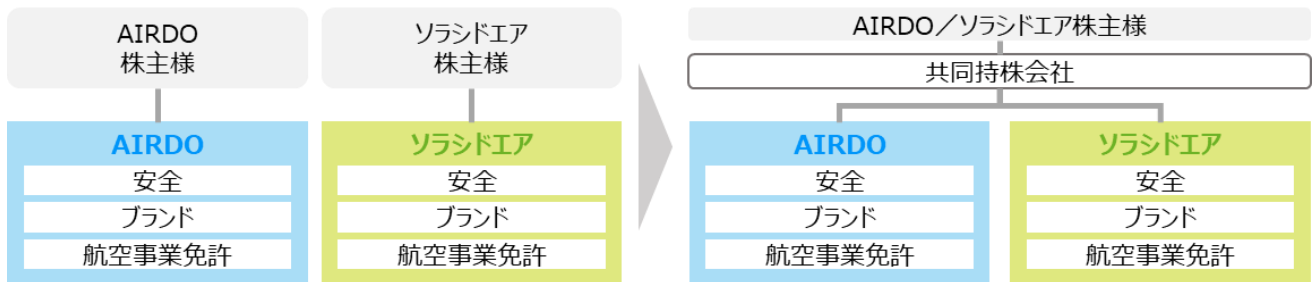 AIRDO
株主様
ソラシドエア
株主様
AIRDO
安全
ブランド
航空事業免許
ソラシドエア
安全
ブランド
航空事業免許
AIRDO／ソラシドエア株主様
共同持株会社
AIRDO
安全
ブランド
航空事業免許
ソラシドエア
安全
ブランド
航空事業免許